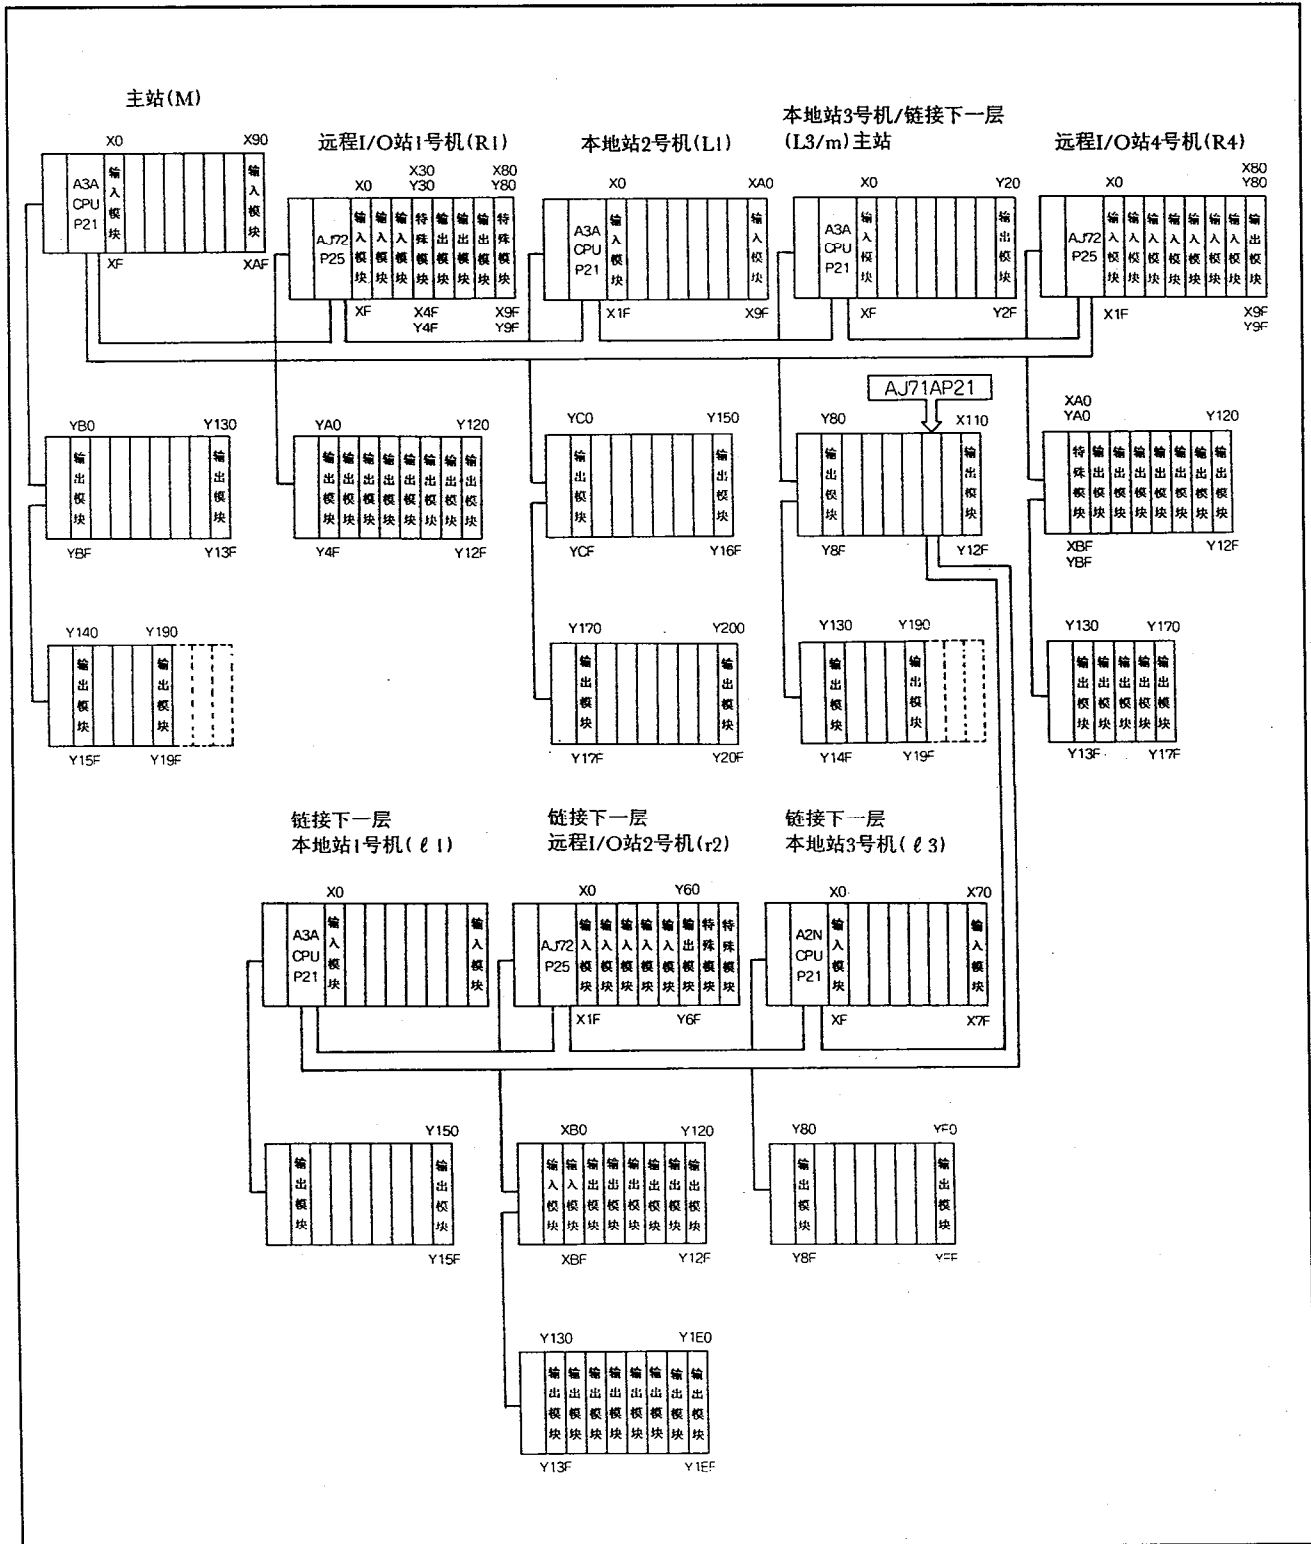 主站(M)
X0 X90
A3A CPU P21
输入模块
输入模块
XF XAF
远程I/O站1号机(R1)
X30 X80
X0 Y30 Y80
AJ72 P25
输入模块
输入模块
输入模块
特殊模块
输出模块
输出模块
输出模块
特殊模块
XF X4F X9F
Y4F Y9F
本地站2号机(L1)
X0 XA0
A3A CPU P21
输入模块
输入模块
X1F X9F
本地站3号机/链接下一层
(L3/m)主站
X0 Y20
A3A CPU P21
输入模块
输出模块
XF Y2F
远程I/O站4号机(R4)
X80
X0 Y80
AJ72 P25
输入模块
输入模块
输入模块
输入模块
输入模块
输入模块
输入模块
输出模块
X1F X9F
Y9F
YB0 Y130
输出模块
输出模块
YBF Y13F
YA0 Y120
输出模块
输出模块
输出模块
输出模块
输出模块
输出模块
输出模块
输出模块
Y4F Y12F
YC0 Y150
输出模块
输出模块
YCF Y16F
AJ71AP21
Y80 X110
输出模块
输出模块
Y8F Y12F
XA0
YA0 Y120
特殊模块
输出模块
输出模块
输出模块
输出模块
输出模块
输出模块
XBF Y12F
YBF
Y140 Y190
输出模块
输出模块
Y15F Y19F
Y170 Y200
输出模块
输出模块
Y17F Y20F
Y130 Y190
输出模块
输出模块
Y14F Y19F
Y130 Y170
输出模块
输出模块
输出模块
输出模块
输出模块
Y13F Y17F
链接下一层
本地站1号机(ℓ1)
X0
A3A CPU P21
输入模块
输入模块
链接下一层
远程I/O站2号机(r2)
X0 Y60
AJ72 P25
输入模块
输入模块
输入模块
输入模块
输入模块
输出模块
特殊模块
特殊模块
X1F Y6F
链接下一层
本地站3号机(ℓ3)
X0 X70
A2N CPU P21
输入模块
输入模块
XF X7F
Y150
输出模块
输出模块
Y15F
XB0 Y120
输入模块
输入模块
输出模块
输出模块
输出模块
输出模块
输出模块
输出模块
XBF Y12F
Y80 YF0
输出模块
输出模块
Y8F YFF
Y130 Y1E0
输出模块
输出模块
输出模块
输出模块
输出模块
输出模块
输出模块
输出模块
Y13F Y1EF